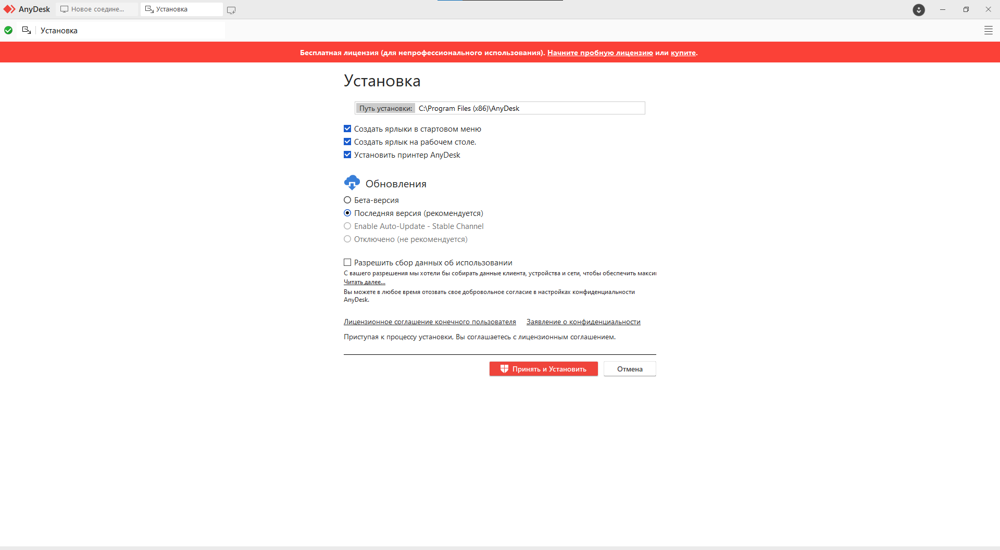 AnyDesk
Новое соедине...
Установка
Установка
Бесплатная лицензия (для непрофессионального использования). Начните пробную лицензию или купите.
Установка
Путь установки: C:\Program Files (x86)\AnyDesk
Создать ярлыки в стартовом меню
Создать ярлык на рабочем столе.
Установить принтер AnyDesk
Обновления
Бета-версия
Последняя версия (рекомендуется)
Enable Auto-Update - Stable Channel
Отключено (не рекомендуется)
Разрешить сбор данных об использовании
С вашего разрешения мы хотели бы собирать данные клиента, устройства и сети, чтобы обеспечить макси
Читать далее...
Вы можете в любое время отозвать свое добровольное согласие в настройках конфиденциальности
AnyDesk.
Лицензионное соглашение конечного пользователя Заявление о конфиденциальности
Приступая к процессу установки, Вы соглашаетесь с лицензионным соглашением.
Принять и Установить
Отмена